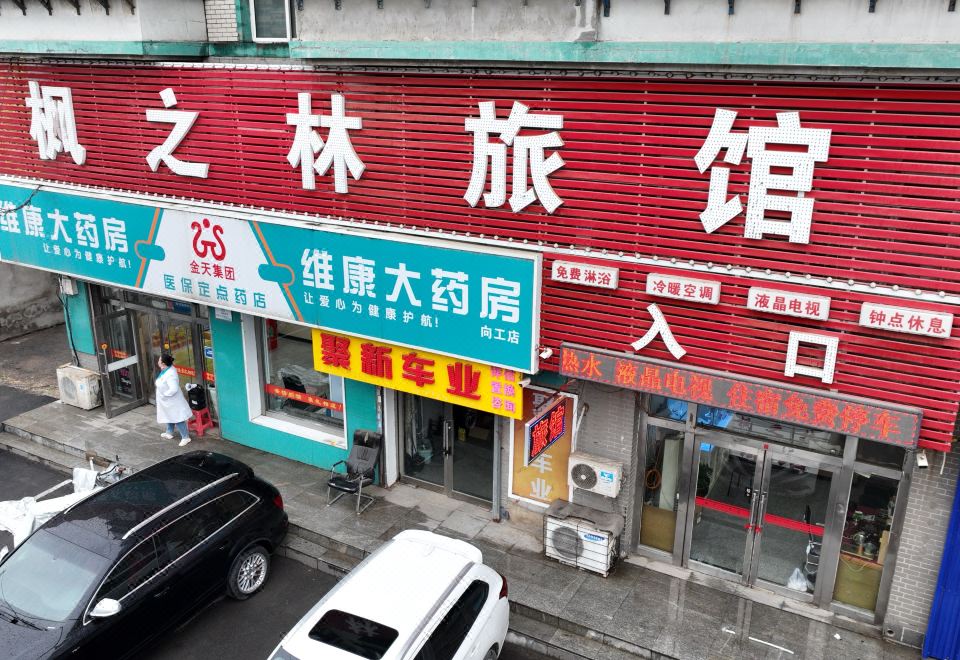 枫之林旅馆
维康大药房
让爱心为健康护航!
金天集团
医保定点药店
维康大药房
让爱心为健康护航!
向工店
免费淋浴
冷暖空调
液晶电视
钟点休息
入口
聚新车业
热水 液晶电视 住宿免费停车
旅馆
车业